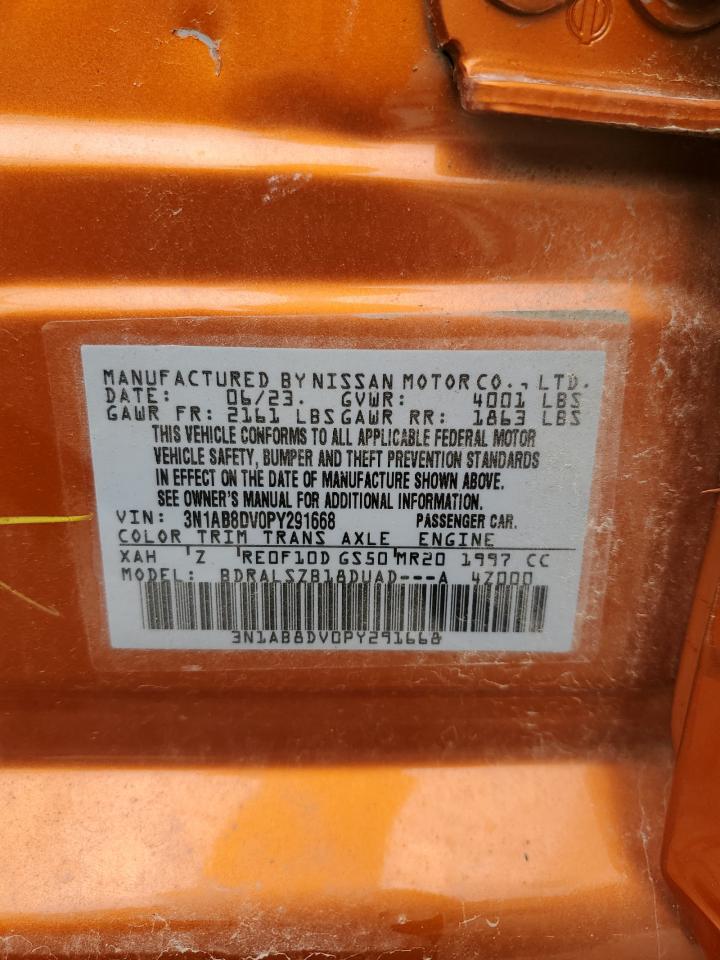 MANUFACTURED BY NISSAN MOTOR CO., LTD.
DATE: 06/23. GVWR: 4001 LBS
GAWR FR: 2161 LBS GAWR RR: 1863 LBS
THIS VEHICLE CONFORMS TO ALL APPLICABLE FEDERAL MOTOR
VEHICLE SAFETY, BUMPER AND THEFT PREVENTION STANDARDS
IN EFFECT ON THE DATE OF MANUFACTURE SHOWN ABOVE.
SEE OWNER'S MANUAL FOR ADDITIONAL INFORMATION.
VIN: 3N1AB8DV0PY291668 PASSENGER CAR.
COLOR TRIM TRANS AXLE ENGINE
XAH Z RE0F10D GS50 MR20 1997 CC
MODEL: BDRALSZB18DUAD---A 4Z000
3N1AB8DV0PY291668